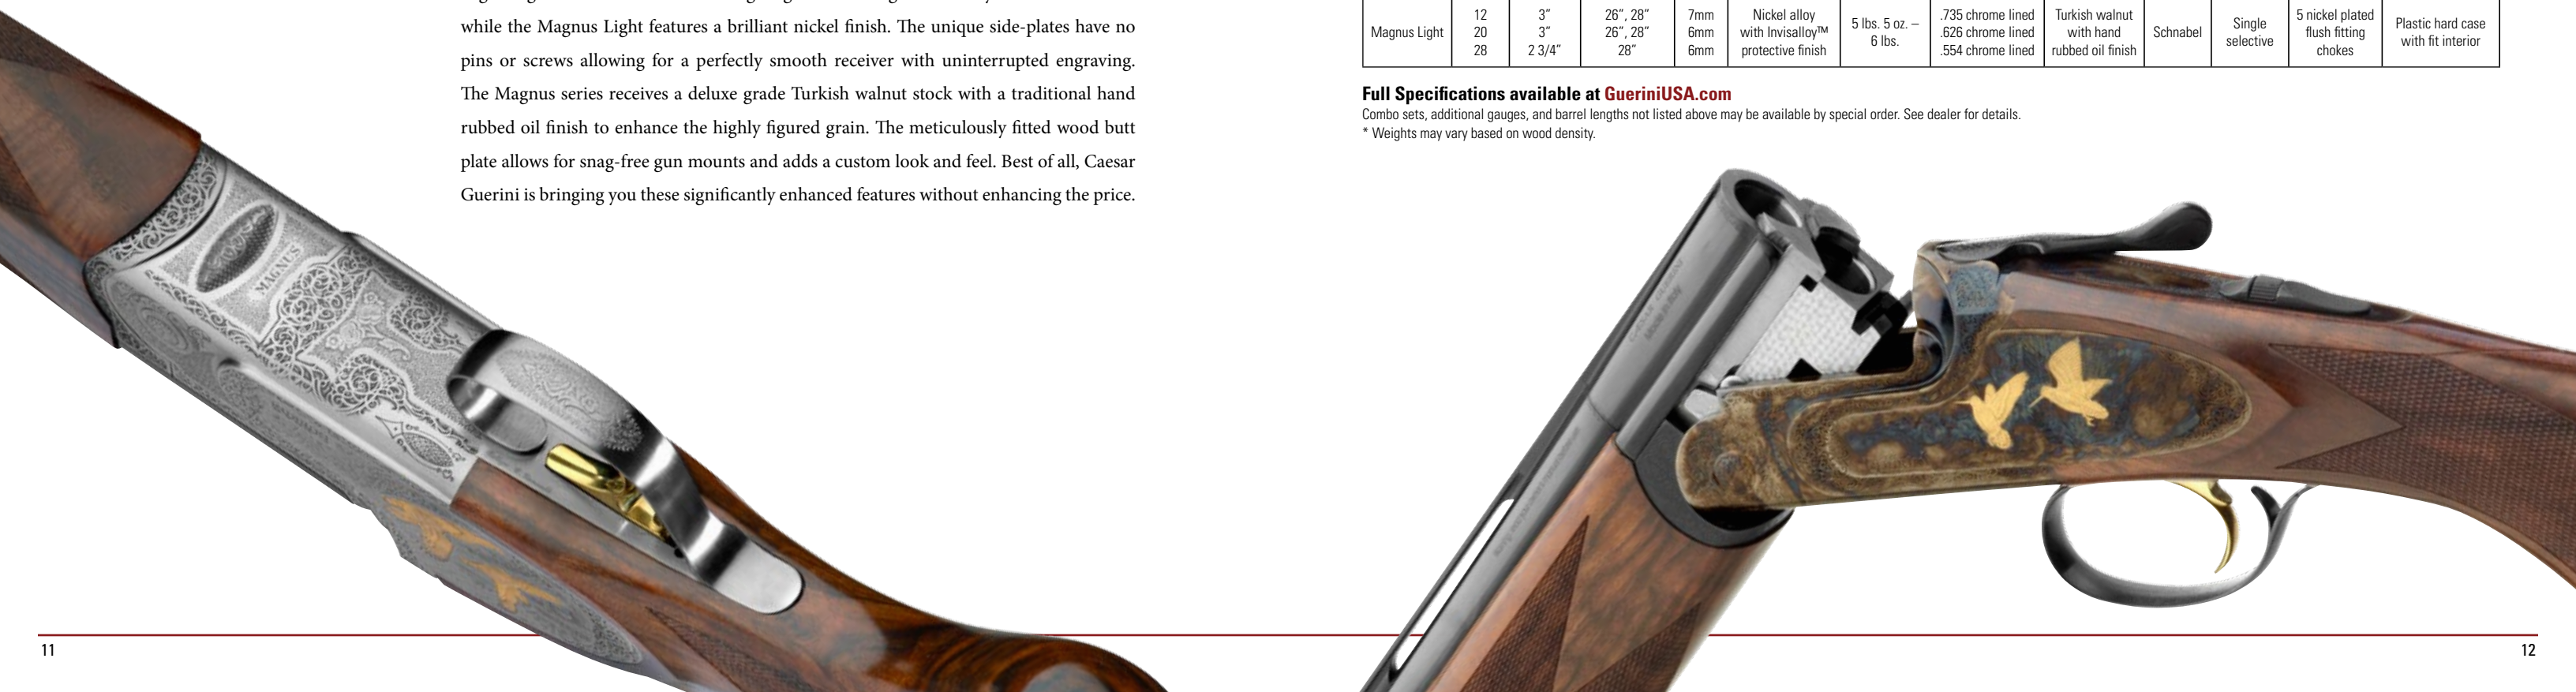 while the Magnus Light features a brilliant nickel finish. The unique side-plates have no
pins or screws allowing for a perfectly smooth receiver with uninterrupted engraving.
The Magnus series receives a deluxe grade Turkish walnut stock with a traditional hand
rubbed oil finish to enhance the highly figured grain. The meticulously fitted wood butt
plate allows for snag-free gun mounts and adds a custom look and feel. Best of all, Caesar
Guerini is bringing you these significantly enhanced features without enhancing the price.
MAGNUS
11
Magnus Light
12
20
28
3”
3”
2 3/4”
26”, 28”
26”, 28”
28”
7mm
6mm
6mm
Nickel alloy
with Invisalloy™
protective finish
5 lbs. 5 oz. –
6 lbs.
.735 chrome lined
.626 chrome lined
.554 chrome lined
Turkish walnut
with hand
rubbed oil finish
Schnabel
Single
selective
5 nickel plated
flush fitting
chokes
Plastic hard case
with fit interior
Full Specifications available at GueriniUSA.com
Combo sets, additional gauges, and barrel lengths not listed above may be available by special order. See dealer for details.
* Weights may vary based on wood density.
12